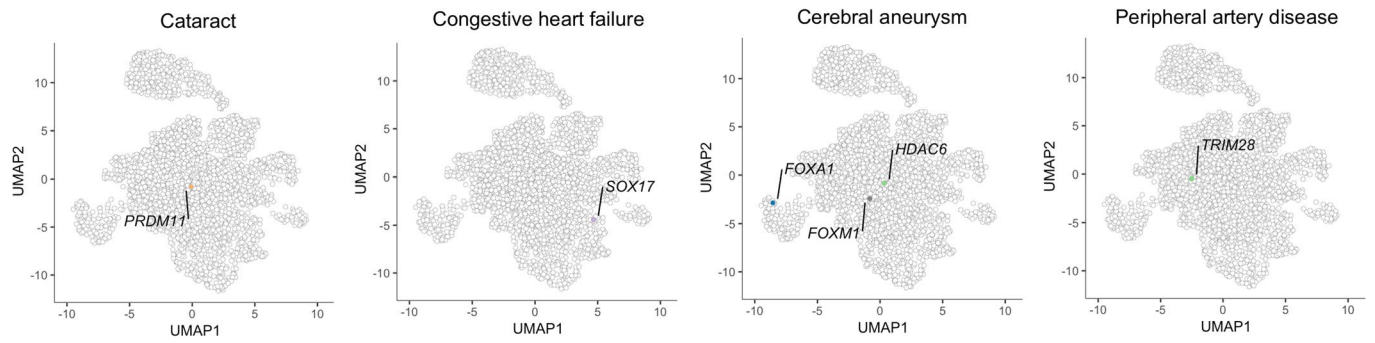 Cataract
UMAP2
10
5
0
-5
-10
PRDM11
-10
-5
0
5
10
UMAP1
Congestive heart failure
UMAP2
10
5
0
-5
-10
SOX17
-10
-5
0
5
10
UMAP1
Cerebral aneurysm
UMAP2
10
5
0
-5
-10
HDAC6
FOXA1
FOXM1
-10
-5
0
5
10
UMAP1
Peripheral artery disease
UMAP2
10
5
0
-5
-10
TRIM28
-10
-5
0
5
10
UMAP1